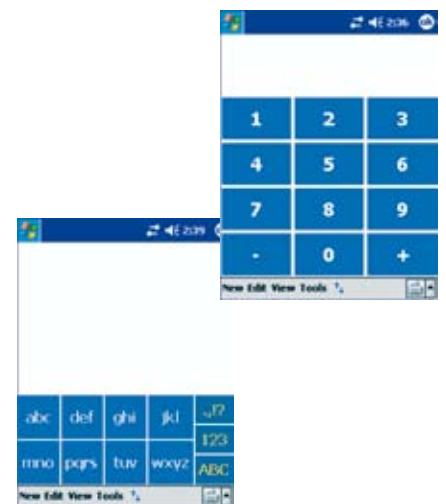 2:36 ok
1 2 3
4 5 6
7 8 9
- 0 +
New Edit View Tools
2:39
abc def ghi jkl .,!?
123
mno pqrs tuv wxyz ABC
New Edit View Tools